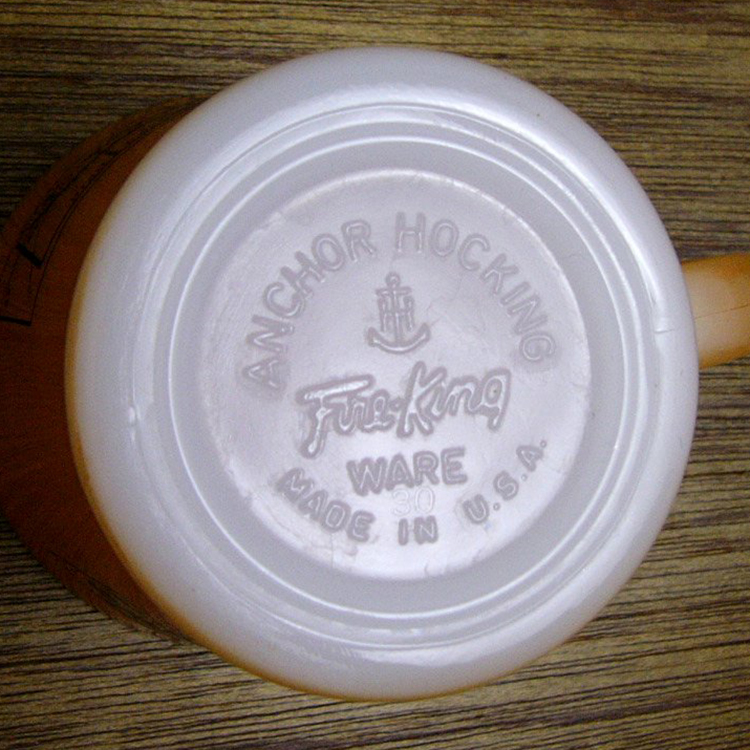 ANCHOR HOCKING
Fire-King
WARE
30
MADE IN U.S.A.